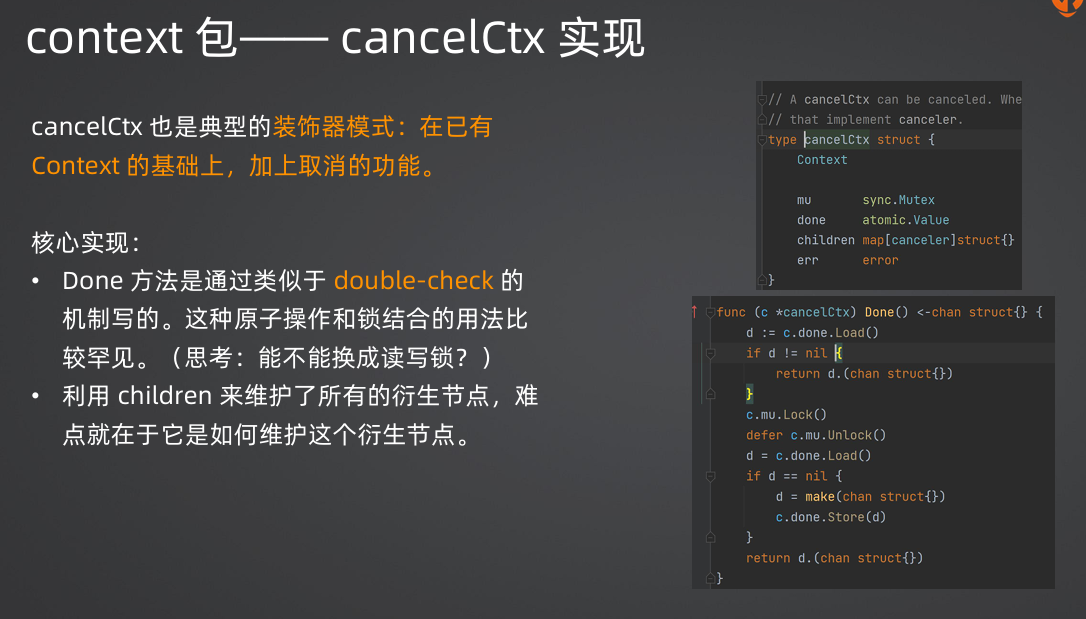 context 包—— cancelCtx 实现
cancelCtx 也是典型的装饰器模式：在已有
Context 的基础上，加上取消的功能。
核心实现：
• Done 方法是通过类似于 double-check 的
机制写的。这种原子操作和锁结合的用法比
较罕见。（思考：能不能换成读写锁？）
• 利用 children 来维护了所有的衍生节点，难
点就在于它是如何维护这个衍生节点。
// A cancelCtx can be canceled. Whe
// that implement canceler.
type cancelCtx struct {
Context
mu sync.Mutex
done atomic.Value
children map[canceler]struct{}
err error
}
func (c *cancelCtx) Done() <-chan struct{} {
d := c.done.Load()
if d != nil {
return d.(chan struct{})
}
c.mu.Lock()
defer c.mu.Unlock()
d = c.done.Load()
if d == nil {
d = make(chan struct{})
c.done.Store(d)
}
return d.(chan struct{})
}